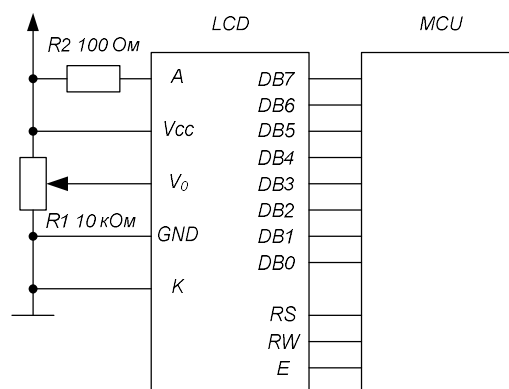 LCD
MCU
R2 100 Ом
A
Vcc
V0
R1 10 кОм
GND
K
DB7
DB6
DB5
DB4
DB3
DB2
DB1
DB0
RS
RW
E